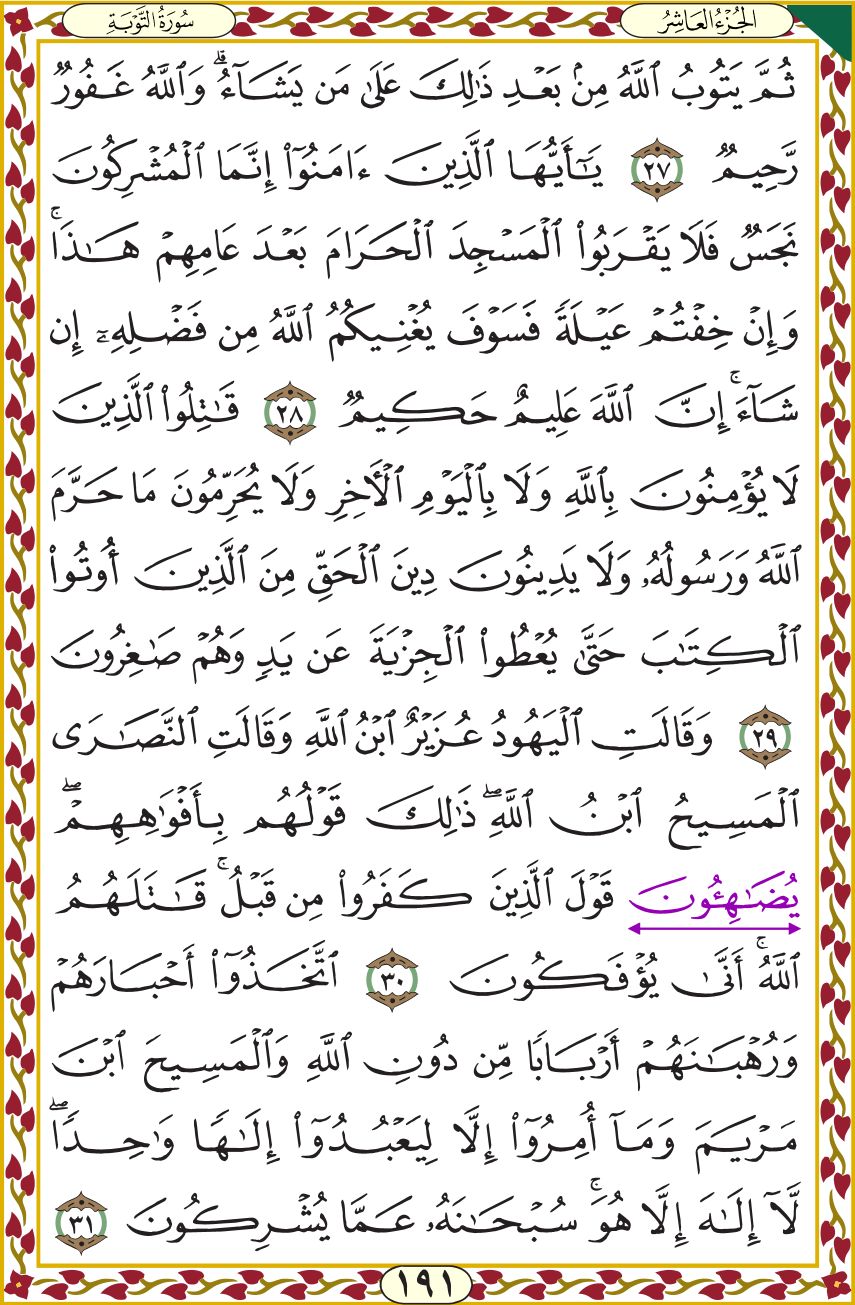 الجُزْءُ العَاشِرُ
سُورَةُ التَّوْبَةِ
ثُمَّ يَتُوبُ ٱللَّهُ مِنۢ بَعْدِ ذَٰلِكَ عَلَىٰ مَن يَشَآءُۗ وَٱللَّهُ غَفُورٌ
رَّحِيمٌ ٢٧ يَٰٓأَيُّهَا ٱلَّذِينَ ءَامَنُوٓا۟ إِنَّمَا ٱلْمُشْرِكُونَ
نَجَسٌ فَلَا يَقْرَبُوا۟ ٱلْمَسْجِدَ ٱلْحَرَامَ بَعْدَ عَامِهِمْ هَٰذَاۚ
وَإِنْ خِفْتُمْ عَيْلَةً فَسَوْفَ يُغْنِيكُمُ ٱللَّهُ مِن فَضْلِهِۦٓ إِن
شَآءَۚ إِنَّ ٱللَّهَ عَلِيمٌ حَكِيمٌ ٢٨ قَٰتِلُوا۟ ٱلَّذِينَ
لَا يُؤْمِنُونَ بِٱللَّهِ وَلَا بِٱلْيَوْمِ ٱلْأَخِرِ وَلَا يُحَرِّمُونَ مَا حَرَّمَ
ٱللَّهُ وَرَسُولُهُۥ وَلَا يَدِينُونَ دِينَ ٱلْحَقِّ مِنَ ٱلَّذِينَ أُوتُوا۟
ٱلْكِتَٰبَ حَتَّىٰ يُعْطُوا۟ ٱلْجِزْيَةَ عَن يَدٍ وَهُمْ صَٰغِرُونَ
٢٩ وَقَالَتِ ٱلْيَهُودُ عُزَيْرٌ ٱبْنُ ٱللَّهِ وَقَالَتِ ٱلنَّصَٰرَى
ٱلْمَسِيحُ ٱبْنُ ٱللَّهِۖ ذَٰلِكَ قَوْلُهُم بِأَفْوَٰهِهِمْۖ
يُضَٰهِـُٔونَ قَوْلَ ٱلَّذِينَ كَفَرُوا۟ مِن قَبْلُۚ قَٰتَلَهُمُ
ٱللَّهُۚ أَنَّىٰ يُؤْفَكُونَ ٣٠ ٱتَّخَذُوٓا۟ أَحْبَارَهُمْ
وَرُهْبَٰنَهُمْ أَرْبَابًا مِّن دُونِ ٱللَّهِ وَٱلْمَسِيحَ ٱبْنَ
مَرْيَمَ وَمَآ أُمِرُوٓا۟ إِلَّا لِيَعْبُدُوٓا۟ إِلَٰهًا وَٰحِدًاۖ
لَّآ إِلَٰهَ إِلَّا هُوَۚ سُبْحَٰنَهُۥ عَمَّا يُشْرِكُونَ ٣١
١٩١